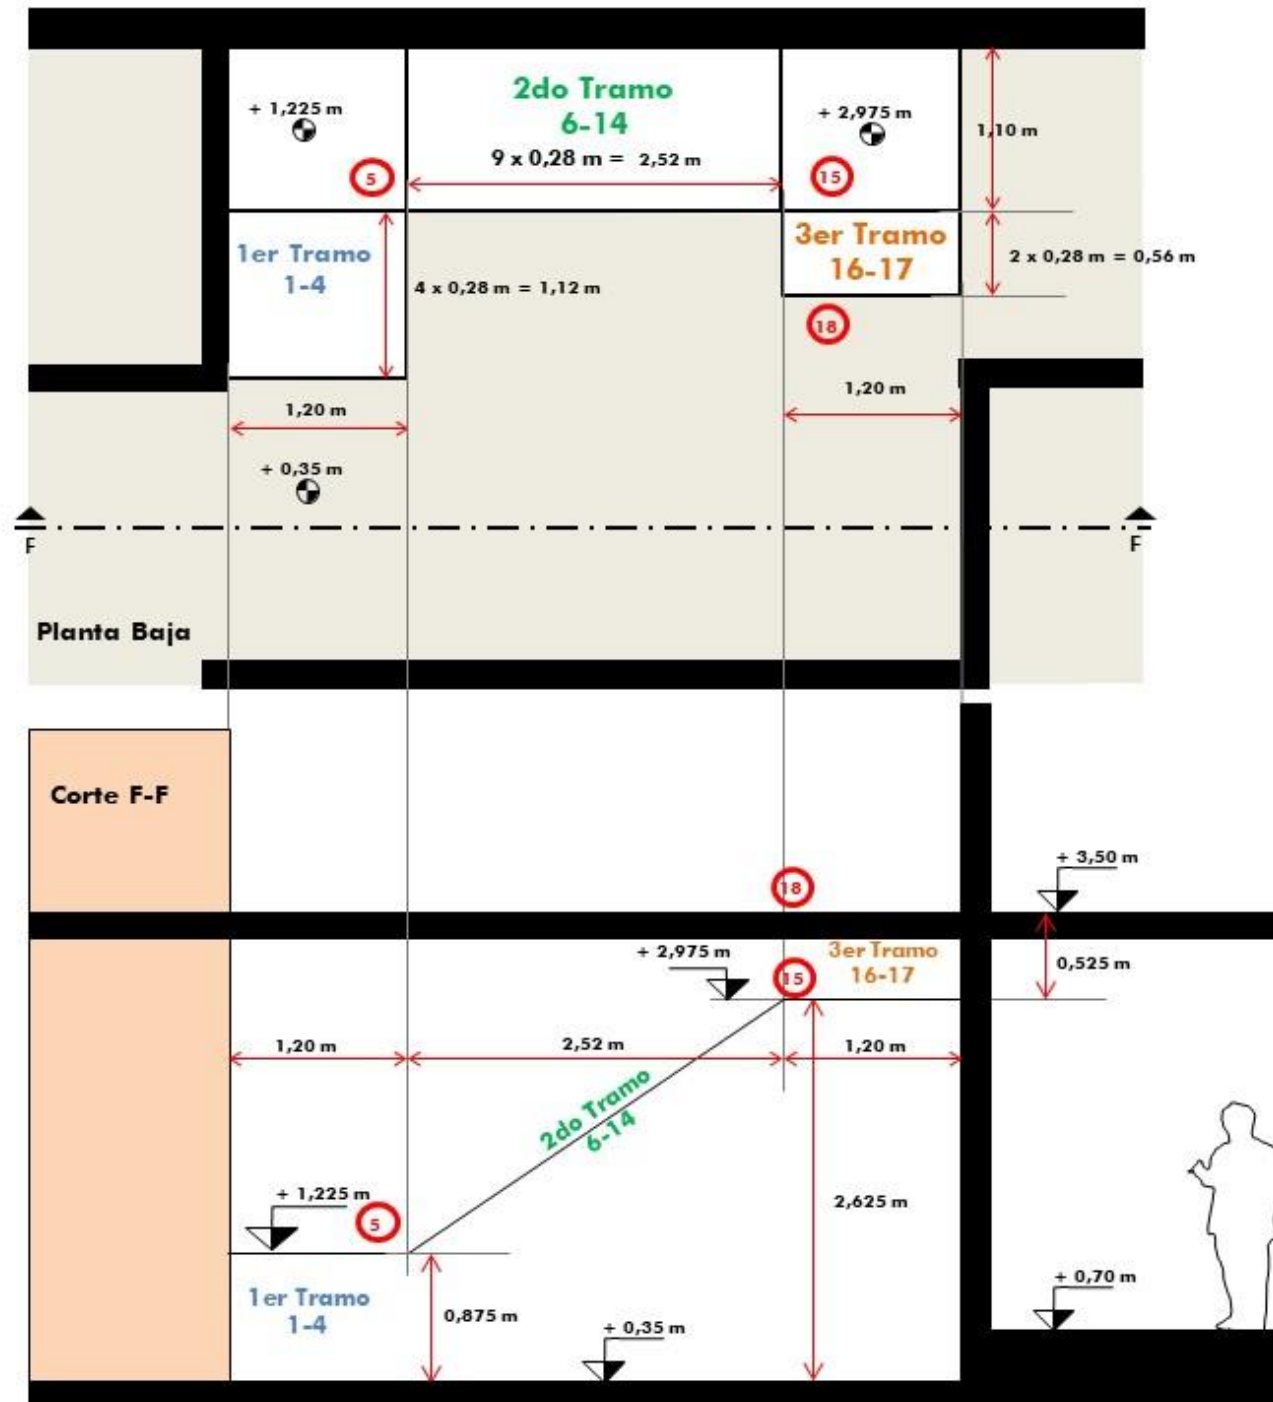 2do Tramo
6-14
9 x 0,28 m = 2,52 m
+ 1,225 m
5
+ 2,975 m
15
1,10 m
1er Tramo
1-4
4 x 0,28 m = 1,12 m
3er Tramo
16-17
2 x 0,28 m = 0,56 m
18
1,20 m
1,20 m
+ 0,35 m
F
F
Planta Baja
Corte F-F
+ 3,50 m
18
+ 2,975 m
15
3er Tramo
16-17
0,525 m
1,20 m
2,52 m
1,20 m
2do Tramo
6-14
+ 1,225 m
5
2,625 m
1er Tramo
1-4
0,875 m
+ 0,35 m
+ 0,70 m